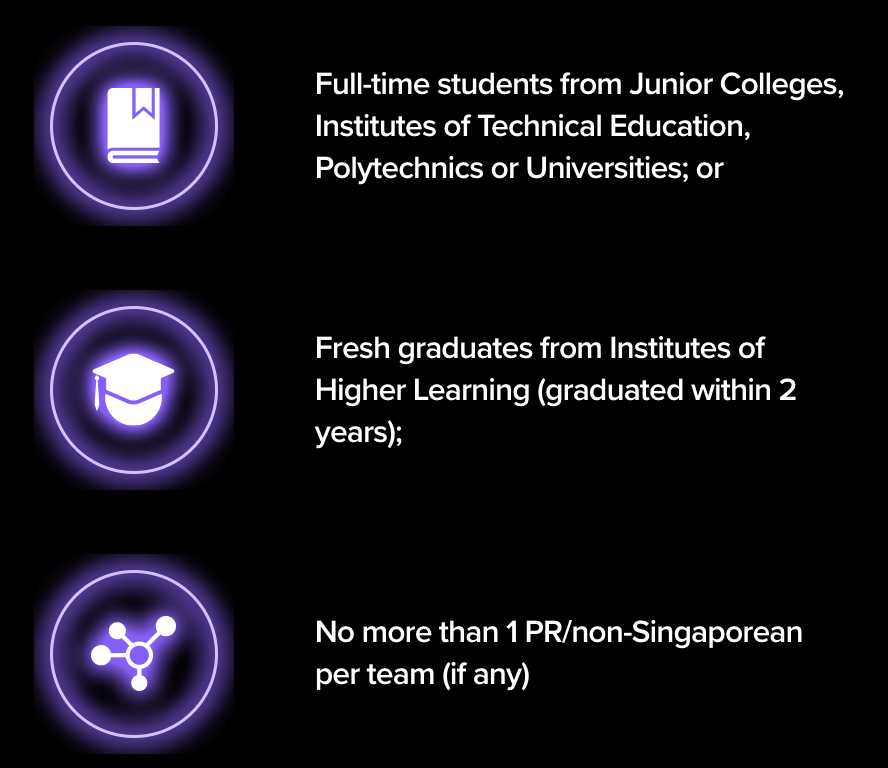 Full-time students from Junior Colleges,
Institutes of Technical Education,
Polytechnics or Universities; or
Fresh graduates from Institutes of
Higher Learning (graduated within 2
years);
No more than 1 PR/non-Singaporean
per team (if any)